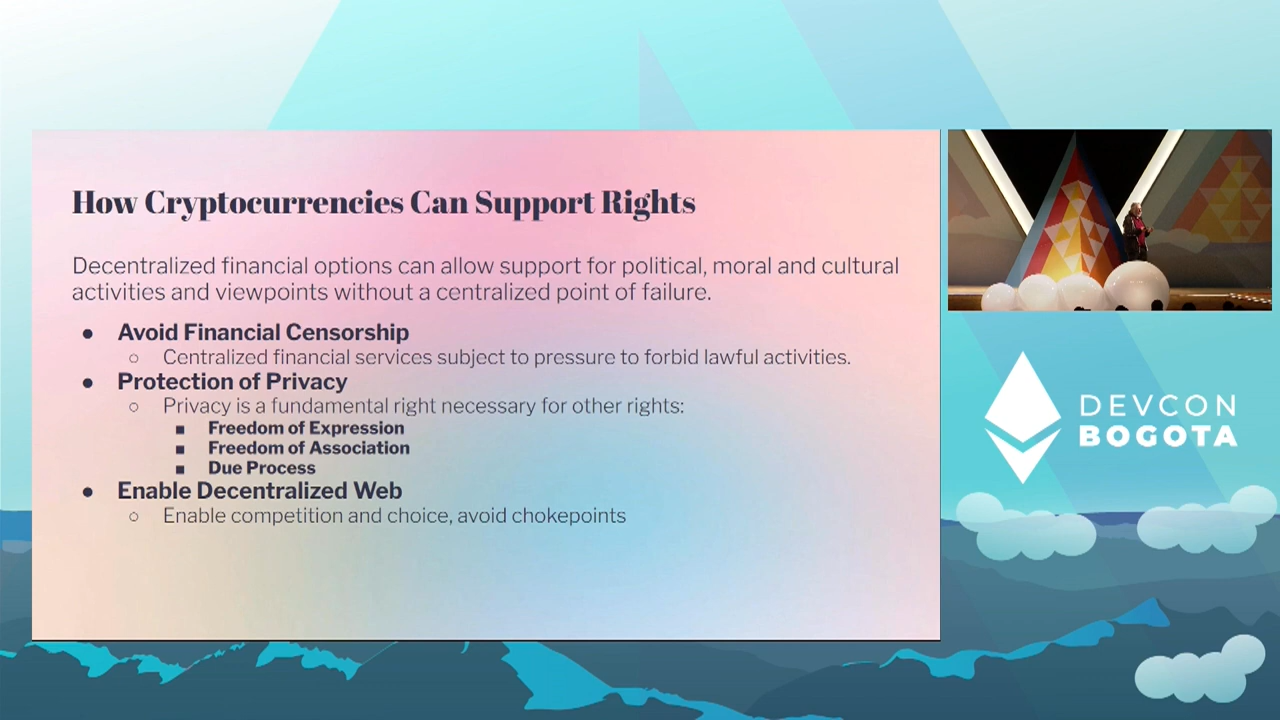 How Cryptocurrencies Can Support Rights
Decentralized financial options can allow support for political, moral and cultural
activities and viewpoints without a centralized point of failure.
● Avoid Financial Censorship
○ Centralized financial services subject to pressure to forbid lawful activities.
● Protection of Privacy
○ Privacy is a fundamental right necessary for other rights:
■ Freedom of Expression
■ Freedom of Association
■ Due Process
● Enable Decentralized Web
○ Enable competition and choice, avoid chokepoints
DEVCON
BOGOTA